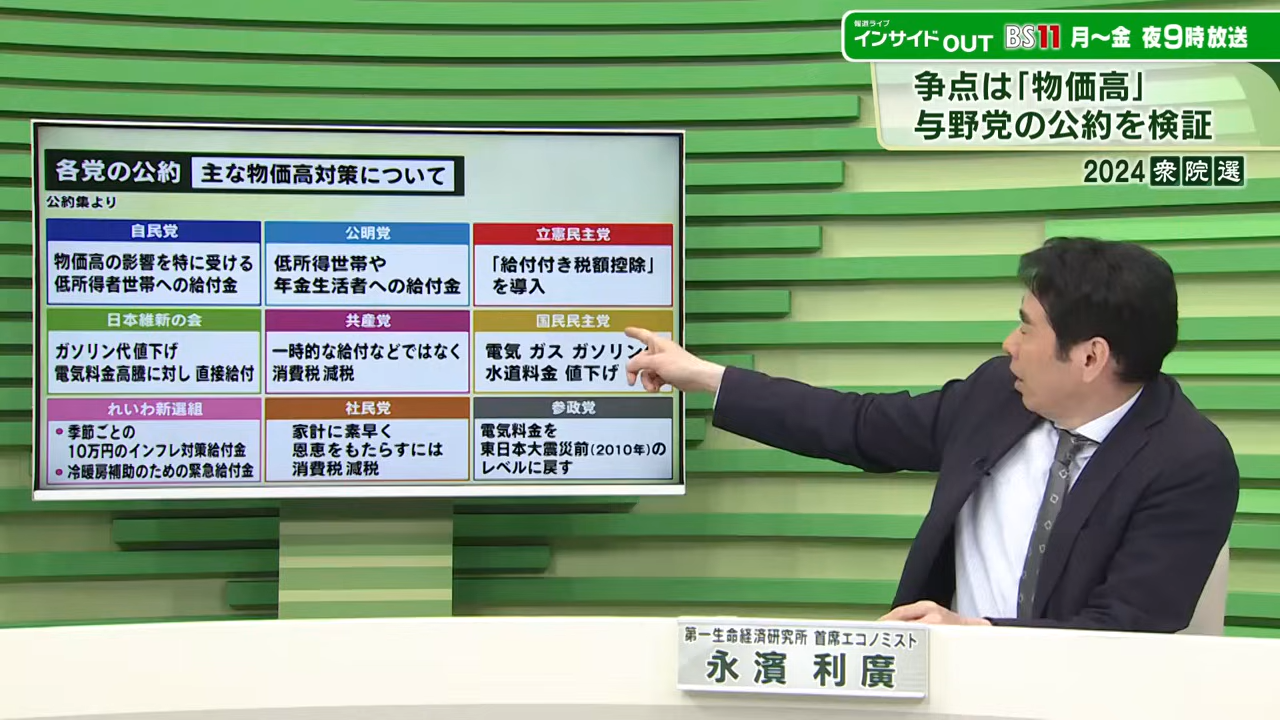 報道ライブ
インサイドOUT BS11 月〜金 夜9時放送
争点は「物価高」
与野党の公約を検証
2024衆院選
各党の公約 主な物価高対策について
公約集より
自民党
物価高の影響を特に受ける
低所得者世帯への給付金
公明党
低所得世帯や
年金生活者への給付金
立憲民主党
「給付付き税額控除」
を導入
日本維新の会
ガソリン代値下げ
電気料金高騰に対し 直接給付
共産党
一時的な給付などではなく
消費税減税
国民民主党
電気 ガス ガソリン
水道料金 値下げ
れいわ新選組
• 季節ごとの
10万円のインフレ対策給付金
• 冷暖房補助のための緊急給付金
社民党
家計に素早く
恩恵をもたらすには
消費税減税
参政党
電気料金を
東日本大震災前(2010年)の
レベルに戻す
第一生命経済研究所 首席エコノミスト
永濱 利廣